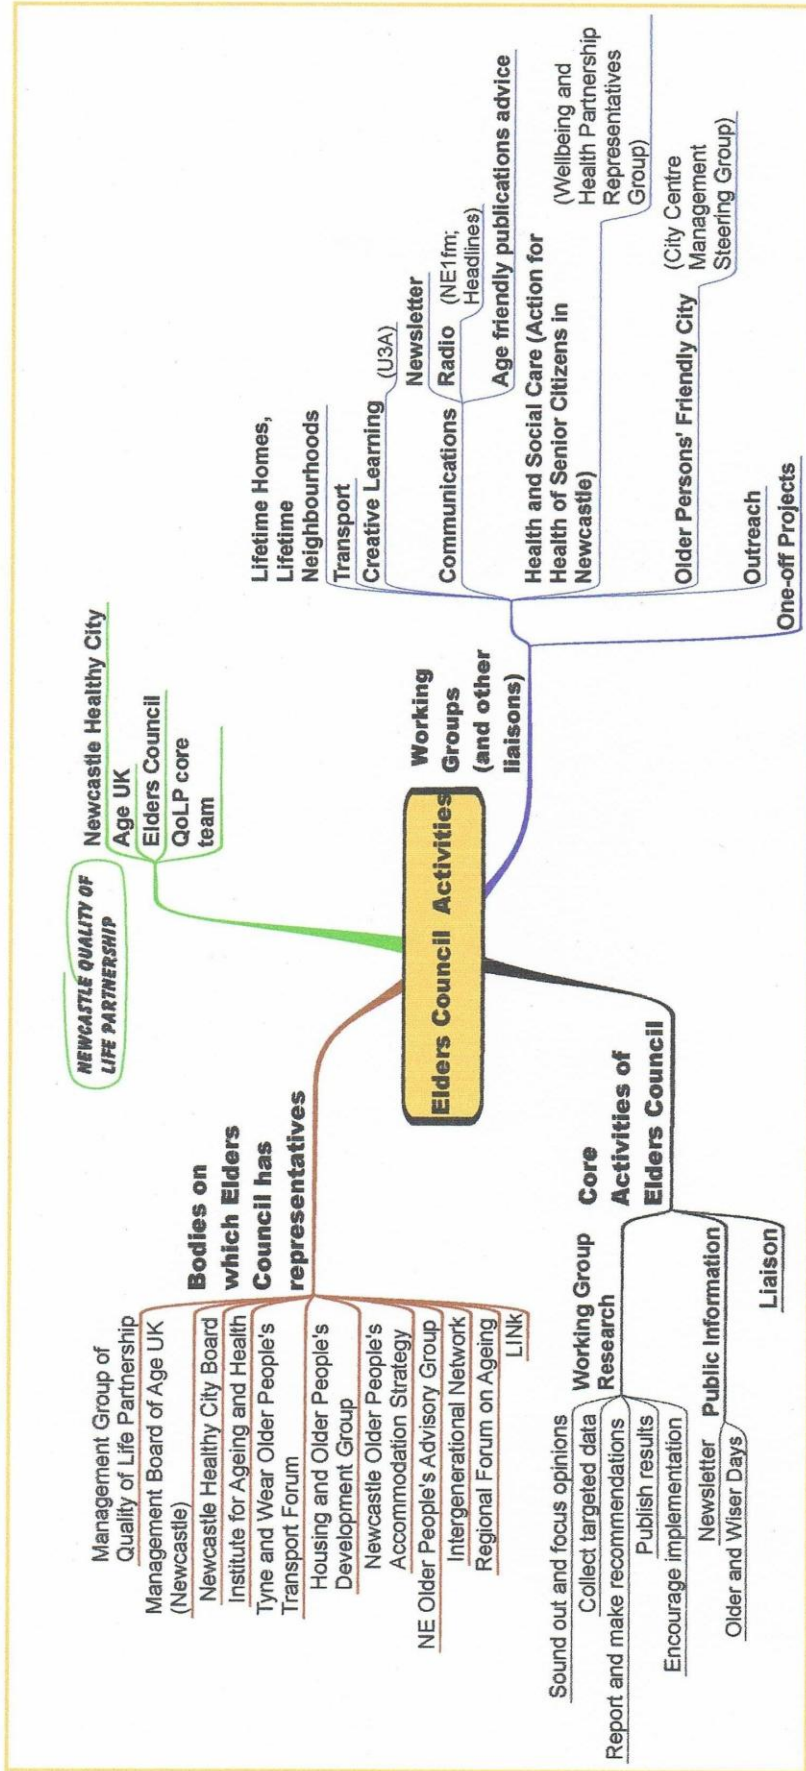 NEWCASTLE QUALITY OF
LIFE PARTNERSHIP
Newcastle Healthy City
Age UK
Elders Council
QoLP core
team
Elders Council Activities
Bodies on
which Elders
Council has
representatives
Management Group of
Quality of Life Partnership
Management Board of Age UK
(Newcastle)
Newcastle Healthy City Board
Institute for Ageing and Health
Tyne and Wear Older People's
Transport Forum
Housing and Older People's
Development Group
Newcastle Older People's
Accommodation Strategy
NE Older People's Advisory Group
Intergenerational Network
Regional Forum on Ageing
LINk
Working
Groups
(and other
liaisons)
Lifetime Homes,
Lifetime
Neighbourhoods
Transport
Creative Learning
(U3A)
Communications
Newsletter
Radio
(NE1fm;
Headlines)
Age friendly publications advice
Health and Social Care (Action for
Health of Senior Citizens in
Newcastle)
(Wellbeing and
Health Partnership
Representatives
Group)
Older Persons' Friendly City
(City Centre
Management
Steering Group)
Outreach
One-off Projects
Core
Activities of
Elders Council
Working Group
Research
Sound out and focus opinions
Collect targeted data
Report and make recommendations
Publish results
Encourage implementation
Public Information
Newsletter
Older and Wiser Days
Liaison